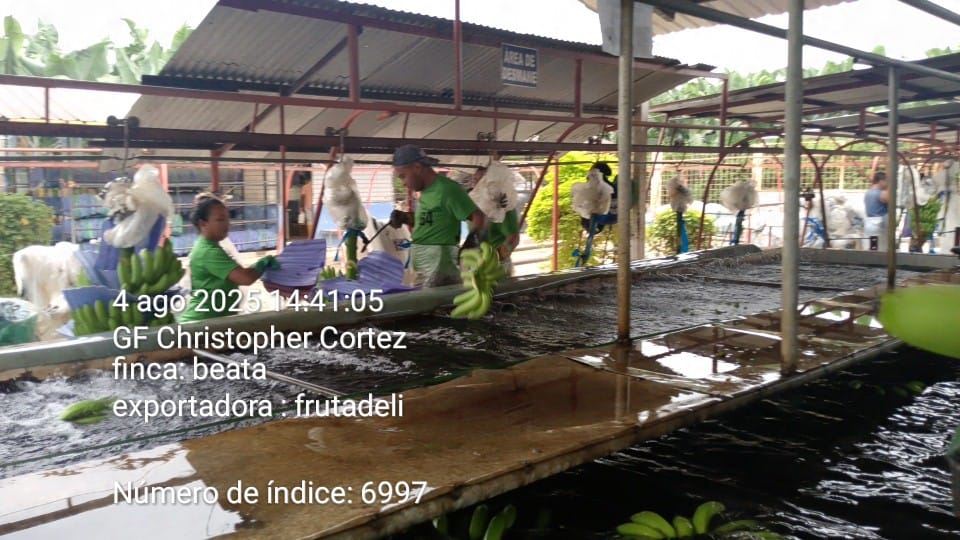 ÁREA DE
DESMANE
4 ago 2025 14:41:05
GF Christopher Cortez
finca: beata
exportadora : frutadeli
Número de índice: 6997